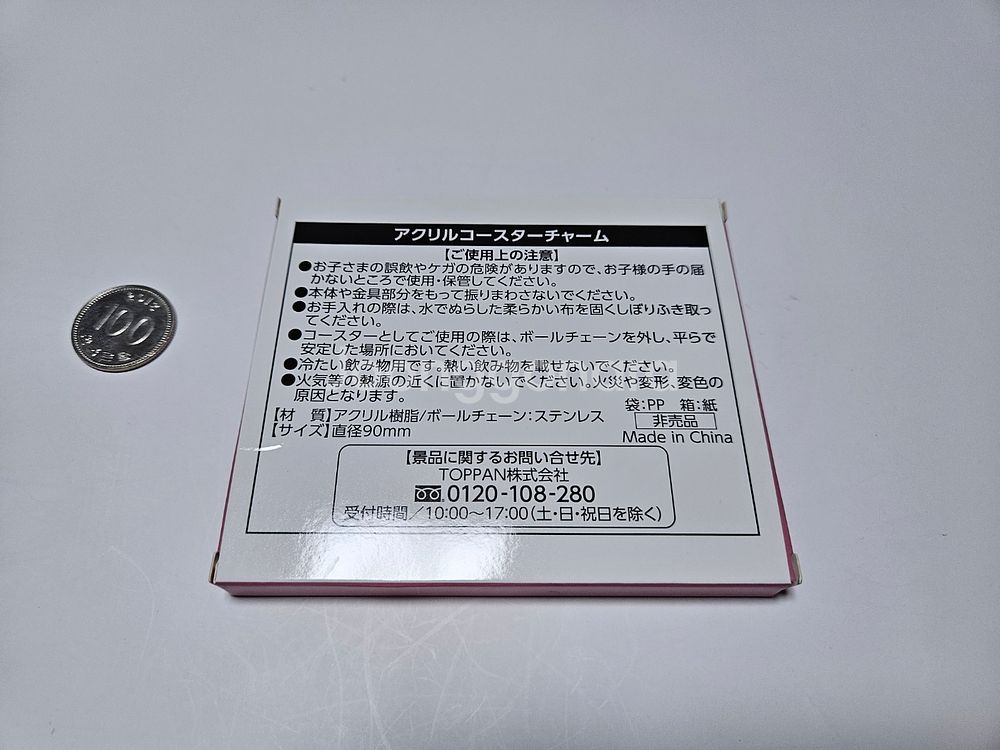 アクリルコースターチャーム
【ご使用上の注意】
●お子さまの誤飲やケガの危険がありますので、お子様の手の届
かないところで使用・保管してください。
●本体や金具部分をもって振りまわさないでください。
●お手入れの際は、水でぬらした柔らかい布を固くしぼりふき取っ
てください。
●コースターとしてご使用の際は、ボールチェーンを外し、平らで
安定した場所においてください。
●冷たい飲み物用です。熱い飲み物を載せないでください。
●火気等の熱源の近くに置かないでください。火災や変形、変色の
原因となります。
【材 質】アクリル樹脂/ボールチェーン:ステンレス
【サイズ】直径90mm
袋:PP 箱:紙
非売品
Made in China
【景品に関するお問い合せ先】
TOPPAN株式会社
0120-108-280
受付時間/10:00~17:00(土・日・祝日を除く)
2012
100